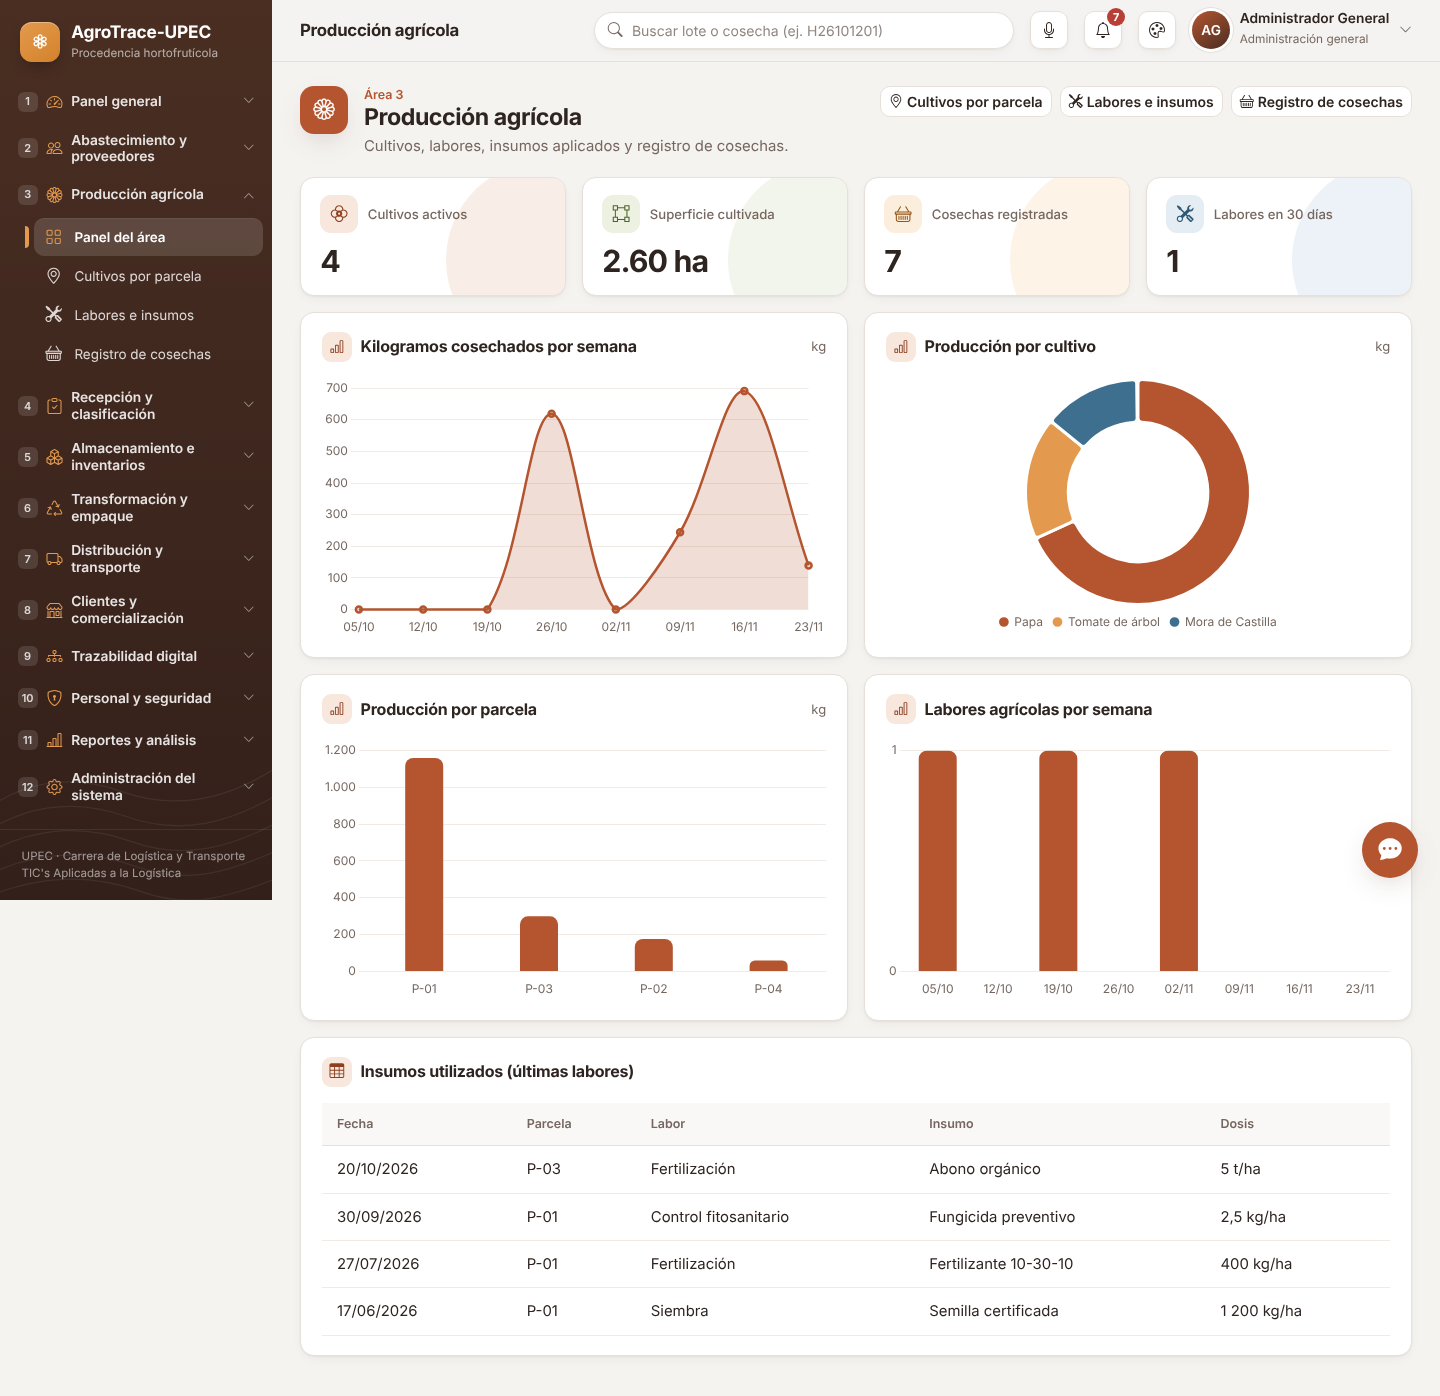 AgroTrace-UPEC
Procedencia hortofrutícola
1 Panel general
2 Abastecimiento y
proveedores
3 Producción agrícola
Panel del área
Cultivos por parcela
Labores e insumos
Registro de cosechas
4 Recepción y
clasificación
5 Almacenamiento e
inventarios
6 Transformación y
empaque
7 Distribución y
transporte
8 Clientes y
comercialización
9 Trazabilidad digital
10 Personal y seguridad
11 Reportes y análisis
12 Administración del
sistema
UPEC · Carrera de Logística y Transporte
TIC's Aplicadas a la Logística
Producción agrícola
Buscar lote o cosecha (ej. H26101201)
7
AG
Administrador General
Administración general
Área 3
Producción agrícola
Cultivos, labores, insumos aplicados y registro de cosechas.
Cultivos por parcela
Labores e insumos
Registro de cosechas
Cultivos activos
4
Superficie cultivada
2.60 ha
Cosechas registradas
7
Labores en 30 días
1
Kilogramos cosechados por semana kg
700
600
500
400
300
200
100
0
05/10 12/10 19/10 26/10 02/11 09/11 16/11 23/11
Producción por cultivo kg
Papa Tomate de árbol Mora de Castilla
Producción por parcela kg
1.200
1.000
800
600
400
200
0
P-01 P-03 P-02 P-04
Labores agrícolas por semana
1
0
05/10 12/10 19/10 26/10 02/11 09/11 16/11 23/11
Insumos utilizados (últimas labores)
Fecha Parcela Labor Insumo Dosis
20/10/2026 P-03 Fertilización Abono orgánico 5 t/ha
30/09/2026 P-01 Control fitosanitario Fungicida preventivo 2,5 kg/ha
27/07/2026 P-01 Fertilización Fertilizante 10-30-10 400 kg/ha
17/06/2026 P-01 Siembra Semilla certificada 1 200 kg/ha